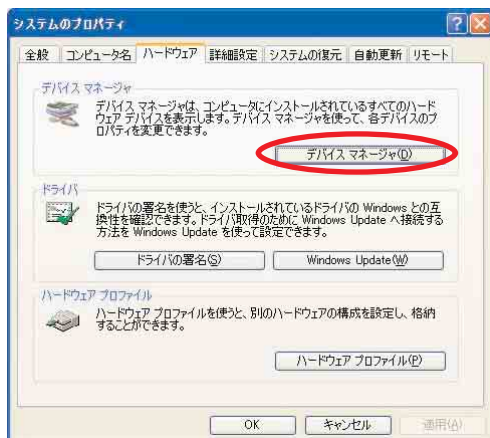 システムのプロパティ
全般 コンピュータ名 ハードウェア 詳細設定 システムの復元 自動更新 リモート
デバイス マネージャ
デバイス マネージャは、コンピュータにインストールされているすべてのハード
ウェア デバイスを表示します。デバイス マネージャを使って、各デバイスのプ
ロパティを変更できます。
デバイス マネージャ(D)
ドライバ
ドライバの署名を使うと、インストールされているドライバの Windows との互
換性を確認できます。ドライバ取得のために Windows Update へ接続する
方法を Windows Update を使って設定できます。
ドライバの署名(S) Windows Update(W)
ハードウェア プロファイル
ハードウェア プロファイルを使うと、別のハードウェアの構成を設定し、格納
することができます。
ハードウェア プロファイル(P)
OK キャンセル 適用(A)